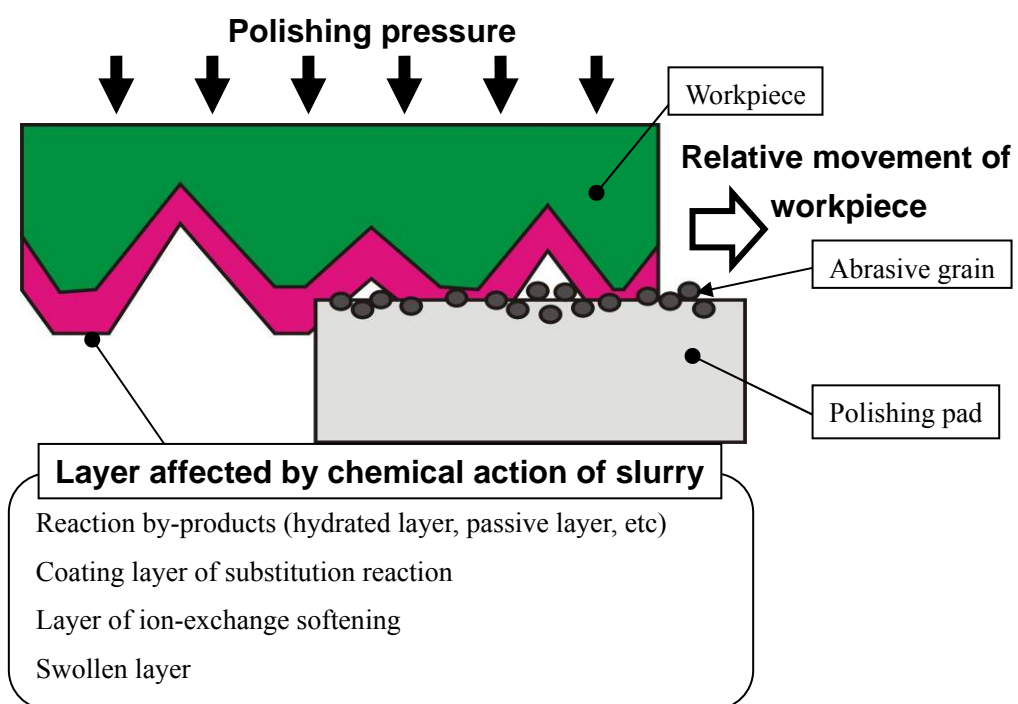 Polishing pressure
Workpiece
Relative movement of
workpiece
Abrasive grain
Polishing pad
Layer affected by chemical action of slurry
Reaction by-products (hydrated layer, passive layer, etc)
Coating layer of substitution reaction
Layer of ion-exchange softening
Swollen layer